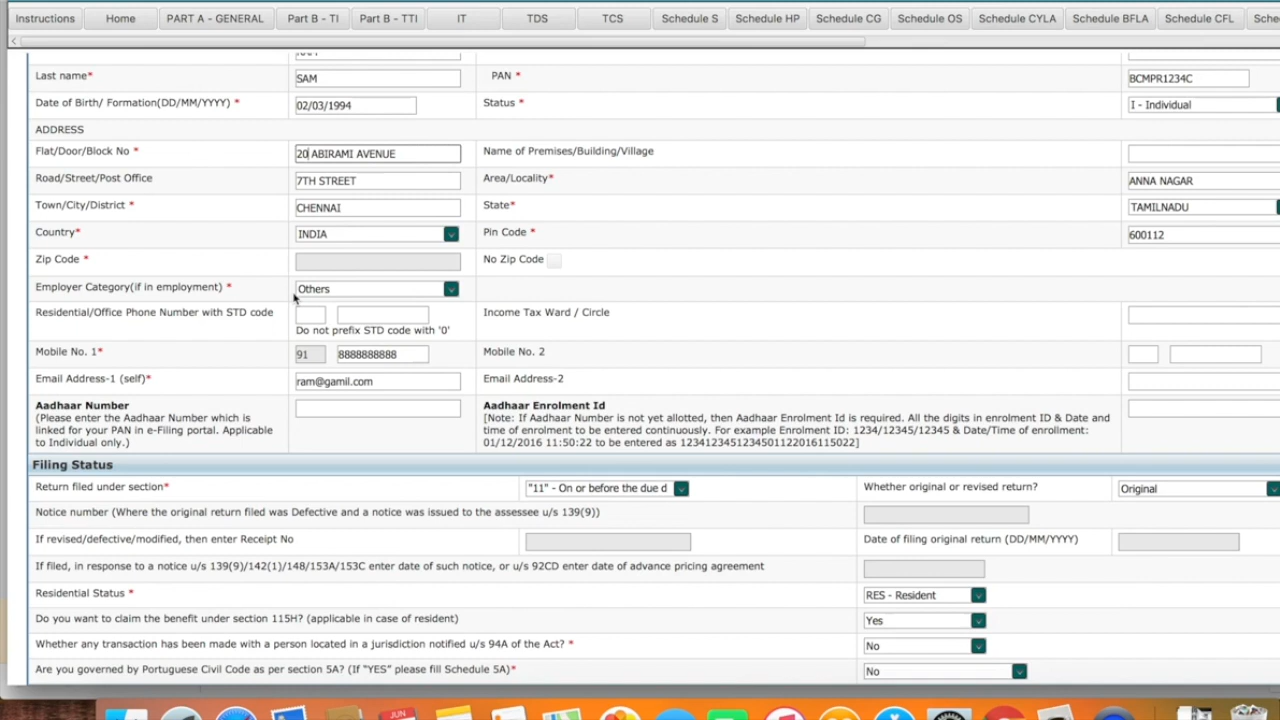 Instructions Home PART A - GENERAL Part B - TI Part B - TTI IT TDS TCS Schedule S Schedule HP Schedule CG Schedule OS Schedule CYLA Schedule BFLA Schedule CFL Sche
Last name* SAM PAN * BCMPR1234C
Date of Birth/ Formation(DD/MM/YYYY) * 02/03/1994 Status * I - Individual
ADDRESS
Flat/Door/Block No * 20 ABIRAMI AVENUE Name of Premises/Building/Village
Road/Street/Post Office 7TH STREET Area/Locality* ANNA NAGAR
Town/City/District * CHENNAI State* TAMILNADU
Country* INDIA Pin Code * 600112
Zip Code * No Zip Code
Employer Category(if in employment) * Others
Residential/Office Phone Number with STD code Income Tax Ward / Circle
Do not prefix STD code with '0'
Mobile No. 1* 91 8888888888 Mobile No. 2
Email Address-1 (self)* ram@gamil.com Email Address-2
Aadhaar Number
(Please enter the Aadhaar Number which is
linked for your PAN in e-Filing portal. Applicable
to Individual only.)
Aadhaar Enrolment Id
[Note: If Aadhaar Number is not yet allotted, then Aadhaar Enrolment Id is required. All the digits in enrolment ID & Date and
time of enrolment to be entered continuously. For example Enrolment ID: 1234/12345/12345 & Date/Time of enrollment:
01/12/2016 11:50:22 to be entered as 1234123451234501122016115022]
Filing Status
Return filed under section* "11" - On or before the due d Whether original or revised return? Original
Notice number (Where the original return filed was Defective and a notice was issued to the assessee u/s 139(9))
If revised/defective/modified, then enter Receipt No Date of filing original return (DD/MM/YYYY)
If filed, in response to a notice u/s 139(9)/142(1)/148/153A/153C enter date of such notice, or u/s 92CD enter date of advance pricing agreement
Residential Status * RES - Resident
Do you want to claim the benefit under section 115H? (applicable in case of resident) Yes
Whether any transaction has been made with a person located in a jurisdiction notified u/s 94A of the Act? * No
Are you governed by Portuguese Civil Code as per section 5A? (If "YES" please fill Schedule 5A)* No
JUN